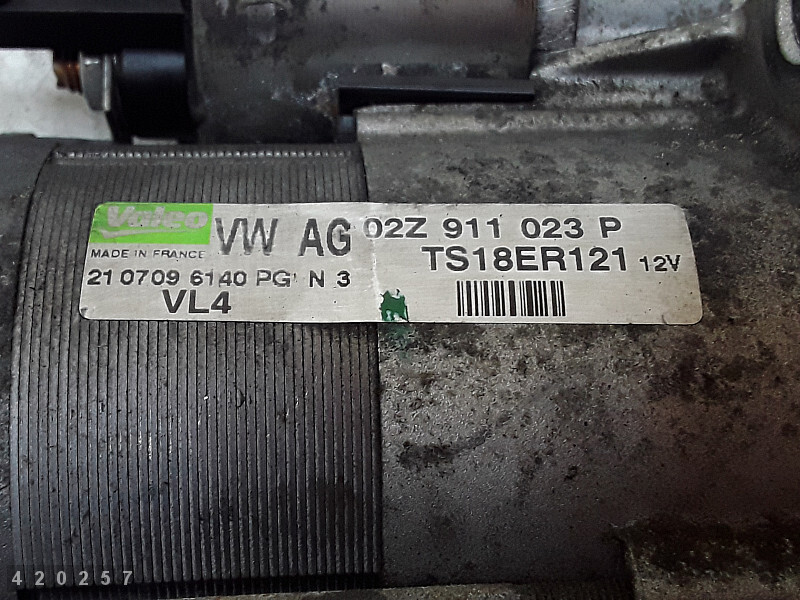 Valeo VW AG 02Z 911 023 P
MADE IN FRANCE TS18ER121 12V
21 0709 6140 PG N 3
VL4
420257